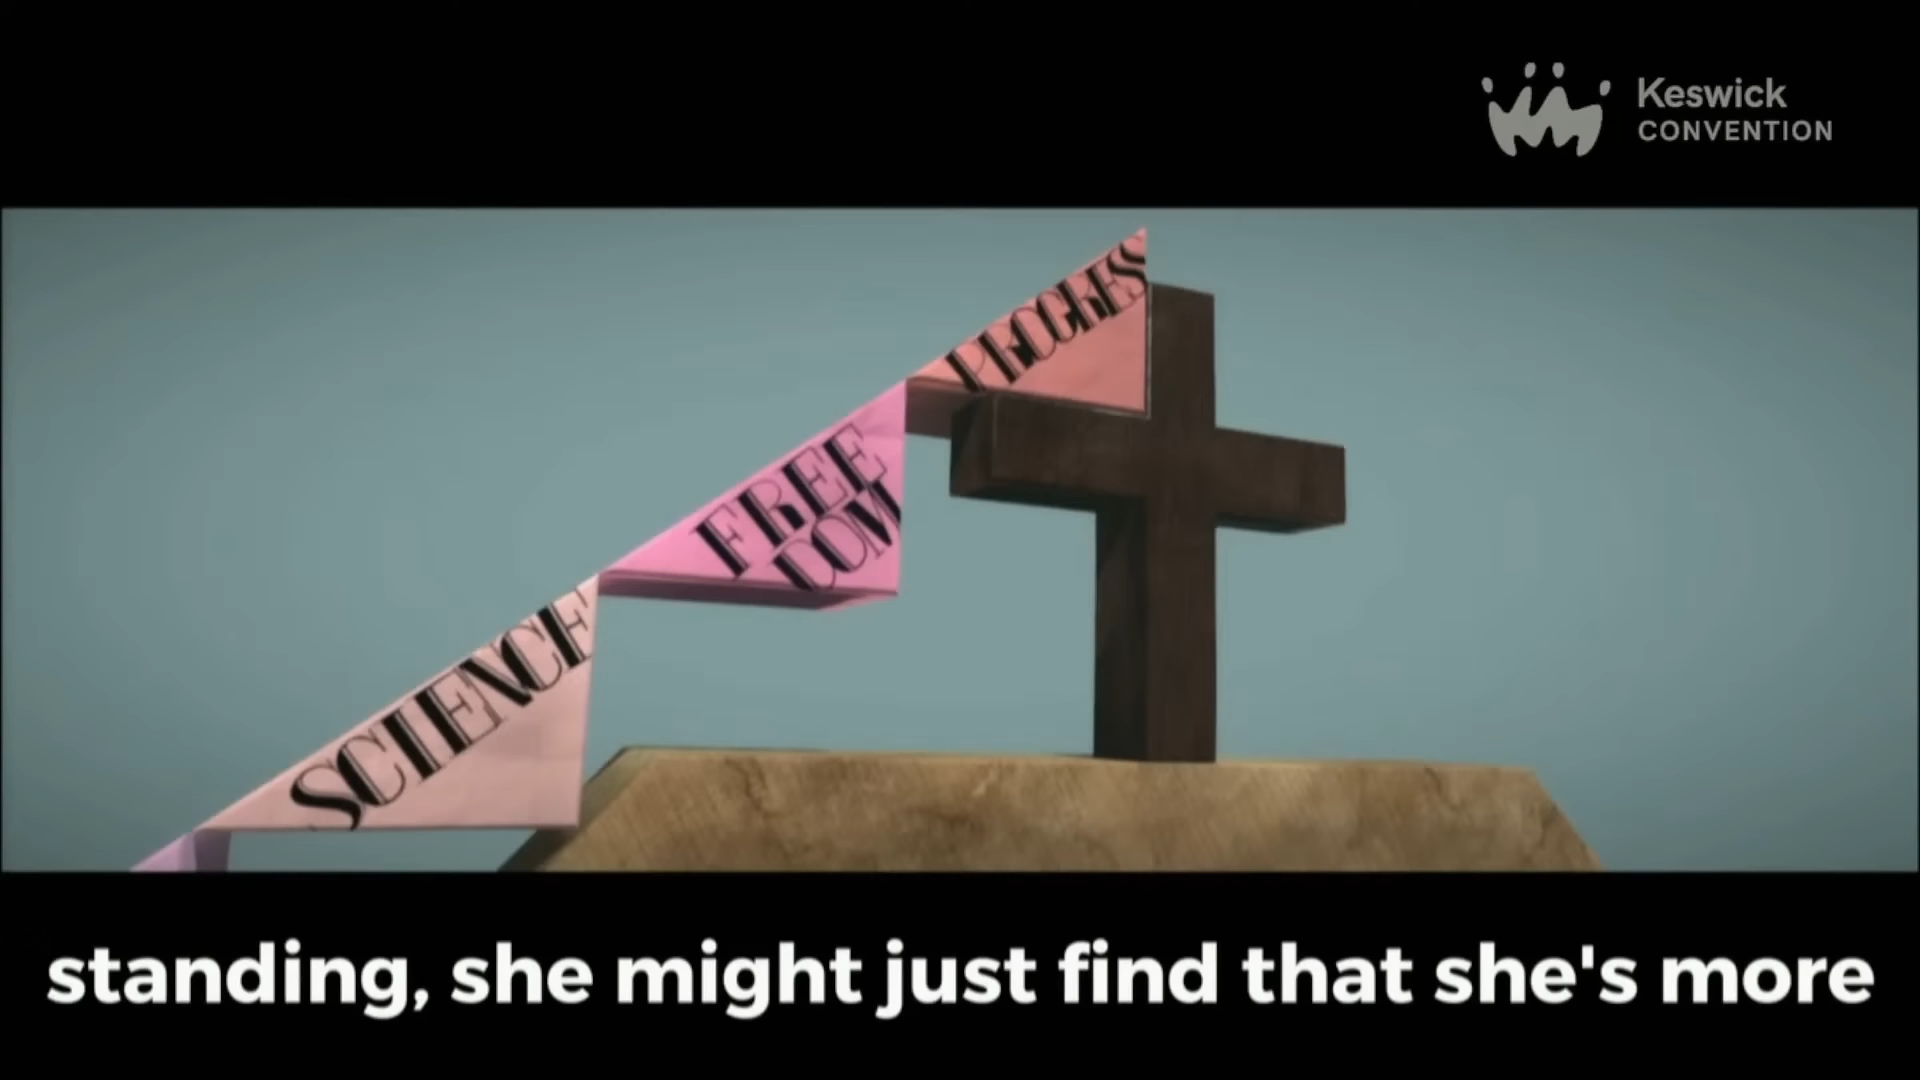 Keswick
CONVENTION
PROGRESS
FREE
DOM
SCIENCE
standing, she might just find that she's more